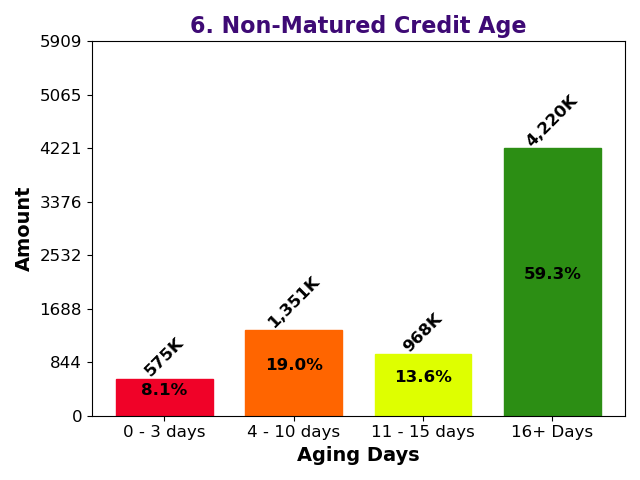 6. Non-Matured Credit Age
Amount
5909
5065
4221
3376
2532
1688
844
0
575K
8.1%
1,351K
19.0%
968K
13.6%
4,220K
59.3%
0 - 3 days
4 - 10 days
11 - 15 days
16+ Days
Aging Days